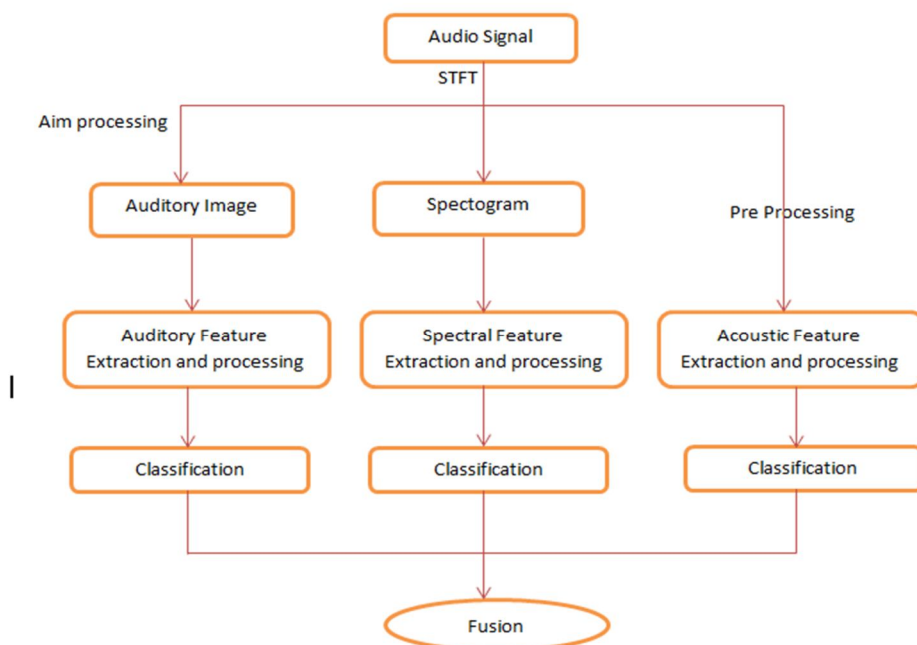 Audio Signal
STFT
Aim processing
Auditory Image
Spectogram
Pre Processing
Auditory Feature
Extraction and processing
Spectral Feature
Extraction and processing
Acoustic Feature
Extraction and processing
Classification
Classification
Classification
Fusion